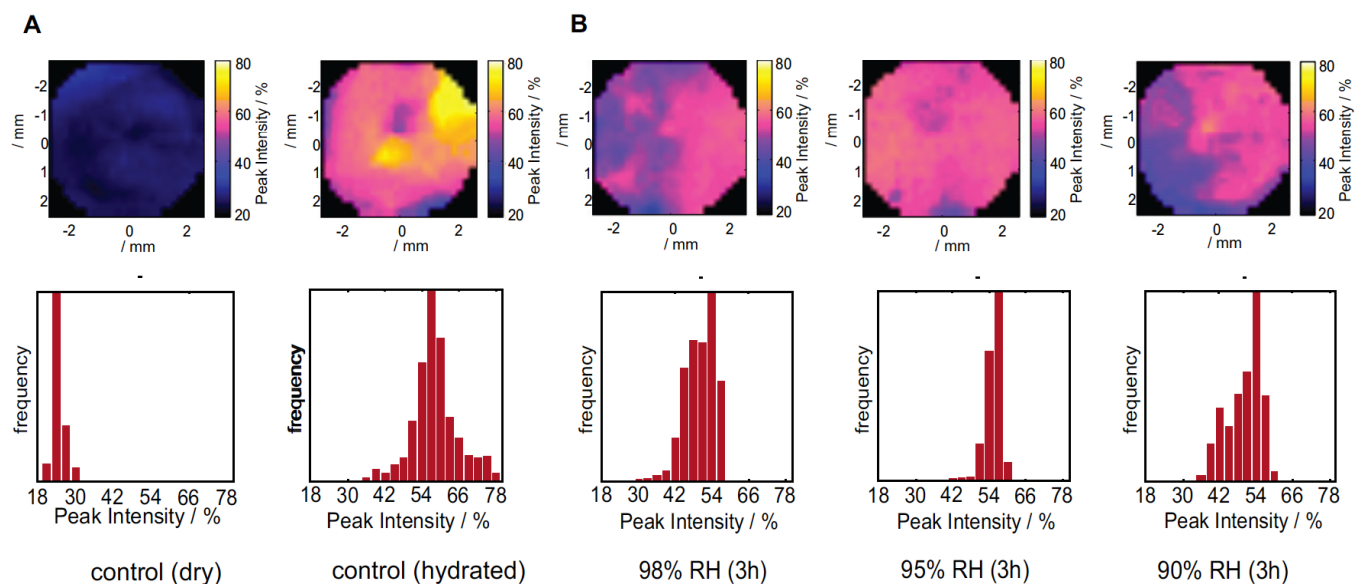 A
B
-2
-1
0
1
2
/ mm
-2 0 2
/ mm
80
60
40
20
Peak Intensity / %
-2
-1
0
1
2
/ mm
-2 0 2
/ mm
80
60
40
20
Peak Intensity / %
-2
-1
0
1
2
/ mm
-2 0 2
/ mm
80
60
40
20
Peak Intensity / %
-2
-1
0
1
2
/ mm
-2 0 2
/ mm
80
60
40
20
Peak Intensity / %
-2
-1
0
1
2
/ mm
-2 0 2
/ mm
80
60
40
20
Peak Intensity / %
frequency
18 30 42 54 66 78
Peak Intensity / %
control (dry)
frequency
18 30 42 54 66 78
Peak Intensity / %
control (hydrated)
frequency
18 30 42 54 66 78
Peak Intensity / %
98% RH (3h)
frequency
18 30 42 54 66 78
Peak Intensity / %
95% RH (3h)
frequency
18 30 42 54 66 78
Peak Intensity / %
90% RH (3h)